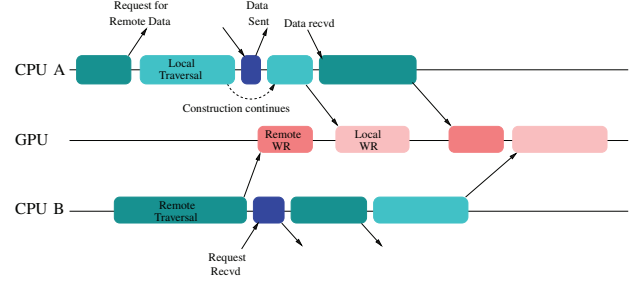 Request for
Remote Data
Data
Sent
Data recvd
CPU A
Local
Traversal
Construction continues
GPU
Remote
WR
Local
WR
CPU B
Remote
Traversal
Request
Recvd